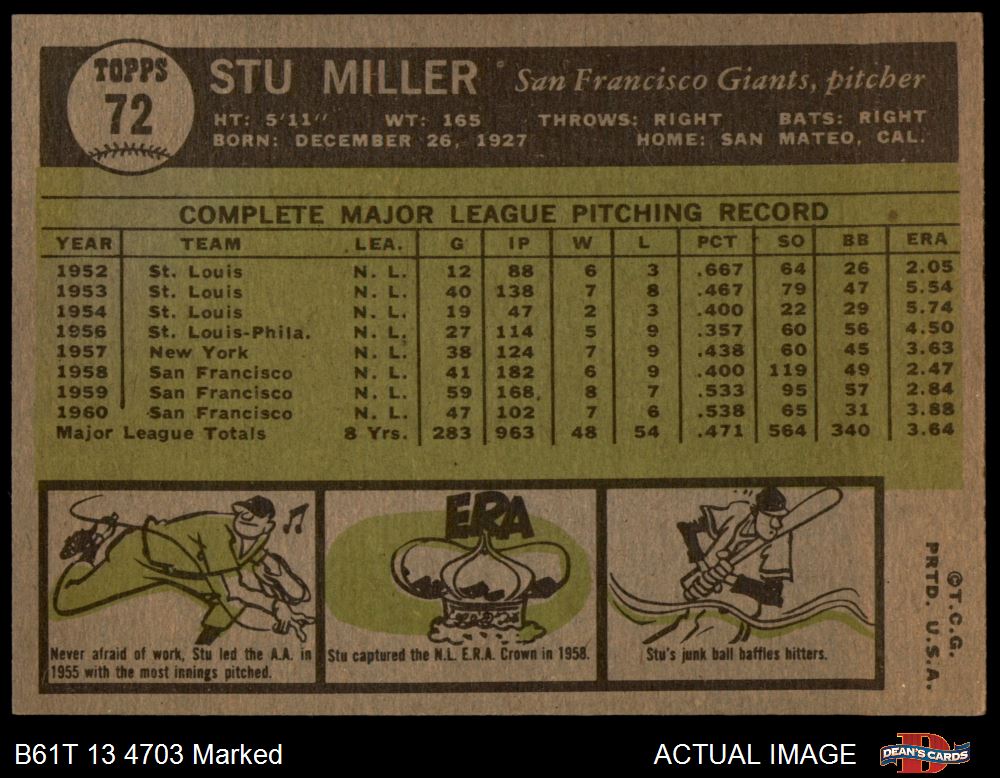 TOPPS
72
STU MILLER San Francisco Giants, pitcher
HT: 5'11" WT: 165 THROWS: RIGHT BATS: RIGHT
BORN: DECEMBER 26, 1927 HOME: SAN MATEO, CAL.
COMPLETE MAJOR LEAGUE PITCHING RECORD
YEAR TEAM LEA. G IP W L PCT SO BB ERA
1952 St. Louis N. L. 12 88 6 3 .667 64 26 2.05
1953 St. Louis N. L. 40 138 7 8 .467 79 47 5.54
1954 St. Louis N. L. 19 47 2 3 .400 22 29 5.74
1956 St. Louis-Phila. N. L. 27 114 5 9 .357 60 56 4.50
1957 New York N. L. 38 124 7 9 .438 60 45 3.63
1958 San Francisco N. L. 41 182 6 9 .400 119 49 2.47
1959 San Francisco N. L. 59 168 8 7 .533 95 57 2.84
1960 San Francisco N. L. 47 102 7 6 .538 65 31 3.88
Major League Totals 8 Yrs. 283 963 48 54 .471 564 340 3.64
ERA
Never afraid of work, Stu led the A.A. in
1955 with the most innings pitched.
Stu captured the N.L. E.R.A. Crown in 1958.
Stu's junk ball baffles hitters.
©T.C.G.
PRTD. U.S.A.
B61T 13 4703 Marked
ACTUAL IMAGE
DEAN'S CARDS